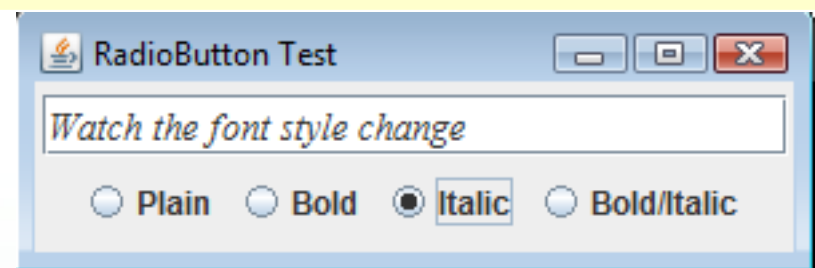 RadioButton Test
Watch the font style change
Plain Bold Italic Bold/Italic